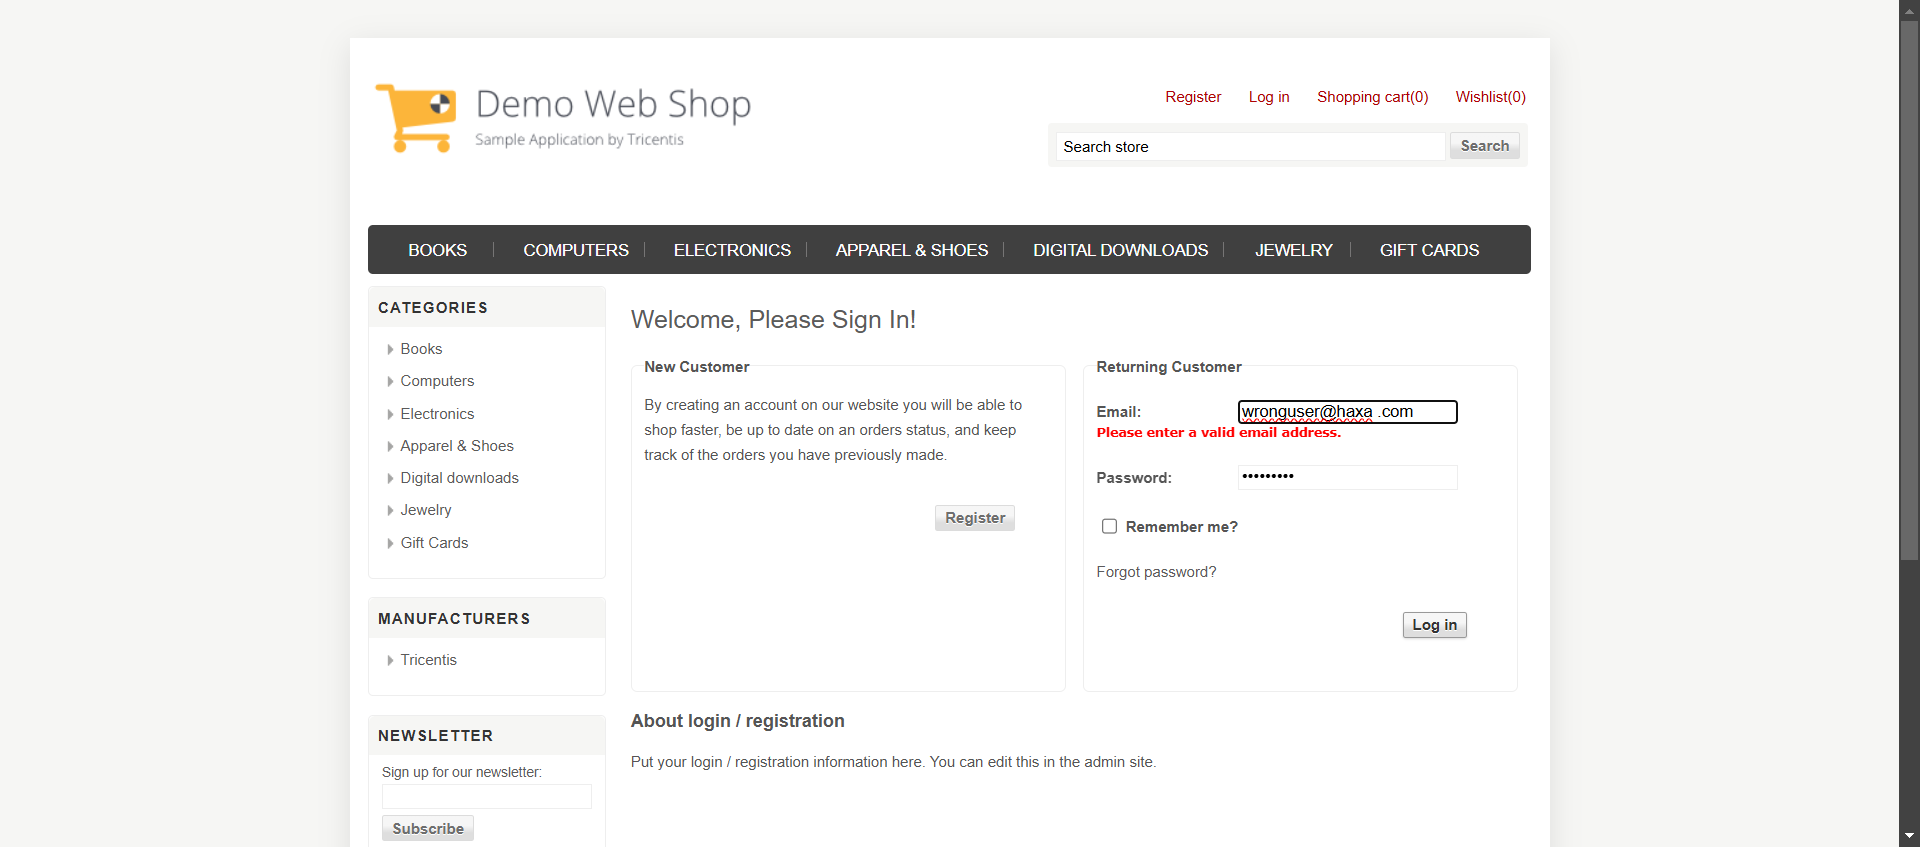 Demo Web Shop
Sample Application by Tricentis
Register Log in Shopping cart(0) Wishlist(0)
Search store Search
BOOKS COMPUTERS ELECTRONICS APPAREL & SHOES DIGITAL DOWNLOADS JEWELRY GIFT CARDS
CATEGORIES
Books
Computers
Electronics
Apparel & Shoes
Digital downloads
Jewelry
Gift Cards
MANUFACTURERS
Tricentis
NEWSLETTER
Sign up for our newsletter:
Subscribe
Welcome, Please Sign In!
New Customer
By creating an account on our website you will be able to
shop faster, be up to date on an orders status, and keep
track of the orders you have previously made.
Register
Returning Customer
Email: wronguser@haxa .com
Please enter a valid email address.
Password: •••••••••
Remember me?
Forgot password?
Log in
About login / registration
Put your login / registration information here. You can edit this in the admin site.